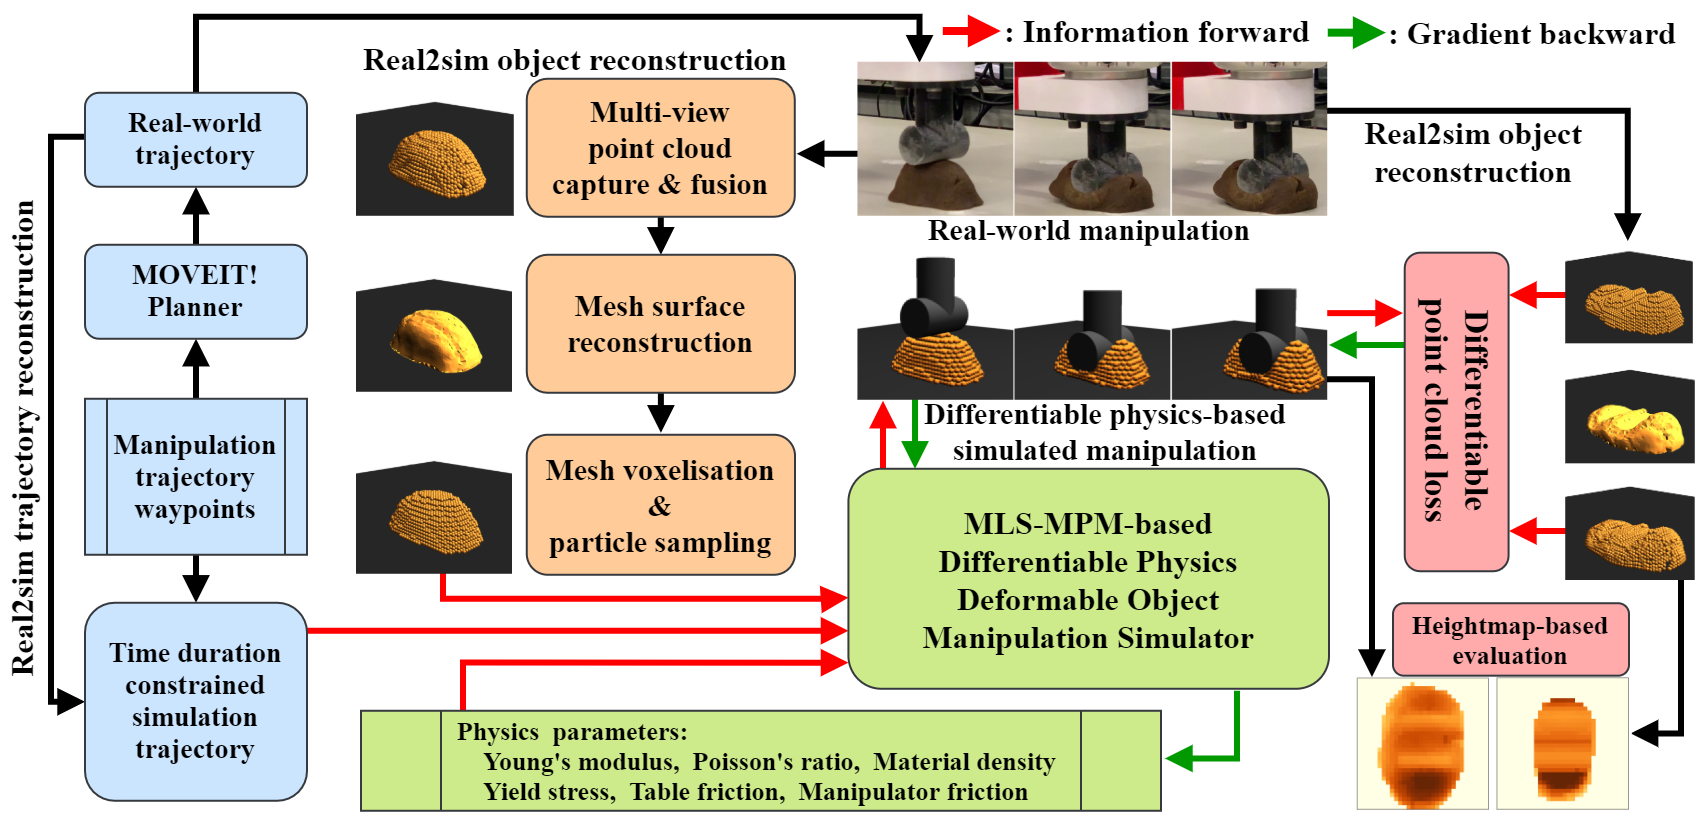 : Information forward
: Gradient backward
Real2sim object reconstruction
Real-world
trajectory
MOVEIT!
Planner
Manipulation
trajectory
waypoints
Time duration
constrained
simulation
trajectory
Real2sim trajectory reconstruction
Multi-view
point cloud
capture & fusion
Mesh surface
reconstruction
Mesh voxelisation
&
particle sampling
Real-world manipulation
Real2sim object
reconstruction
Differentiable physics-based
simulated manipulation
Differentiable
point cloud loss
MLS-MPM-based
Differentiable Physics
Deformable Object
Manipulation Simulator
Heightmap-based
evaluation
Physics parameters:
Young's modulus, Poisson's ratio, Material density
Yield stress, Table friction, Manipulator friction